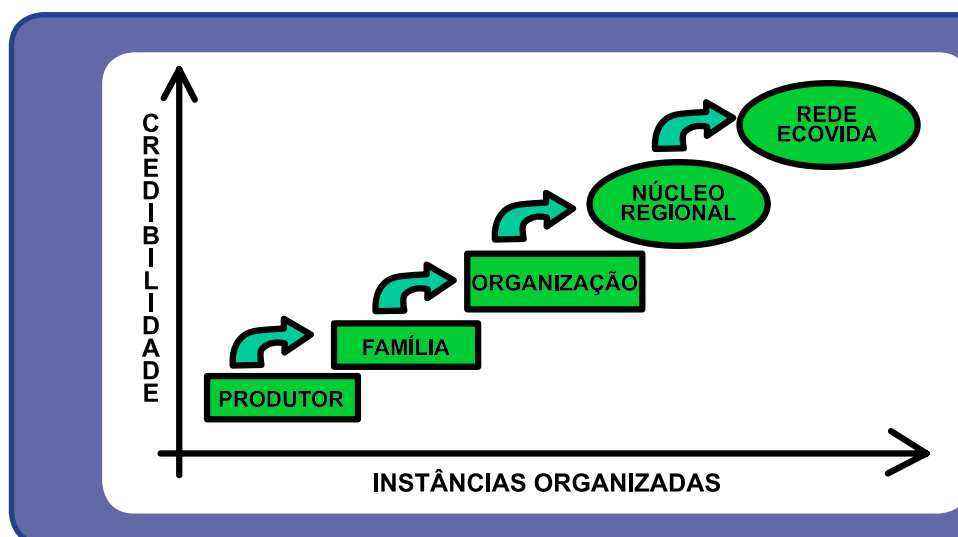 CREDIBILIDADE
REDE
ECOVIDA
NÚCLEO
REGIONAL
ORGANIZAÇÃO
FAMÍLIA
PRODUTOR
INSTÂNCIAS ORGANIZADAS